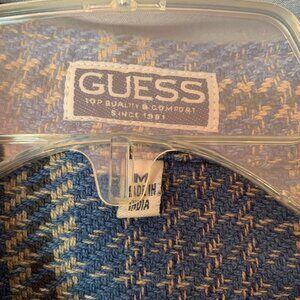 GUESS
TOP QUALITY & COMFORT
SINCE 1981
M
MADE IN
INDIA